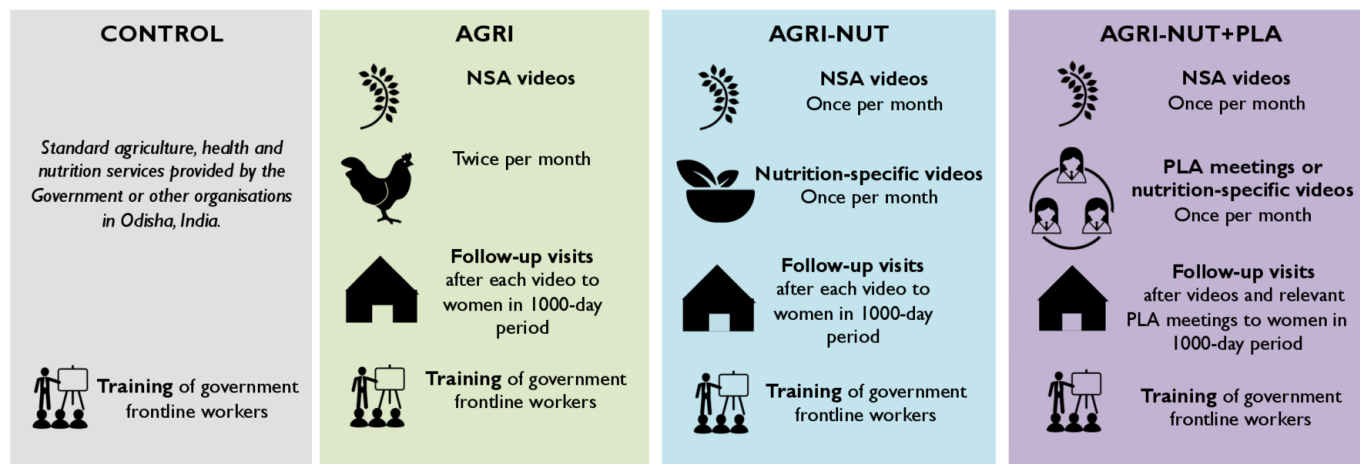 CONTROL
Standard agriculture, health and
nutrition services provided by the
Government or other organisations
in Odisha, India.
Training of government
frontline workers
AGRI
NSA videos
Twice per month
Follow-up visits
after each video to
women in 1000-day
period
Training of government
frontline workers
AGRI-NUT
NSA videos
Once per month
Nutrition-specific videos
Once per month
Follow-up visits
after each video to
women in 1000-day
period
Training of government
frontline workers
AGRI-NUT+PLA
NSA videos
Once per month
PLA meetings or
nutrition-specific videos
Once per month
Follow-up visits
after videos and relevant
PLA meetings to women in
1000-day period
Training of government
frontline workers